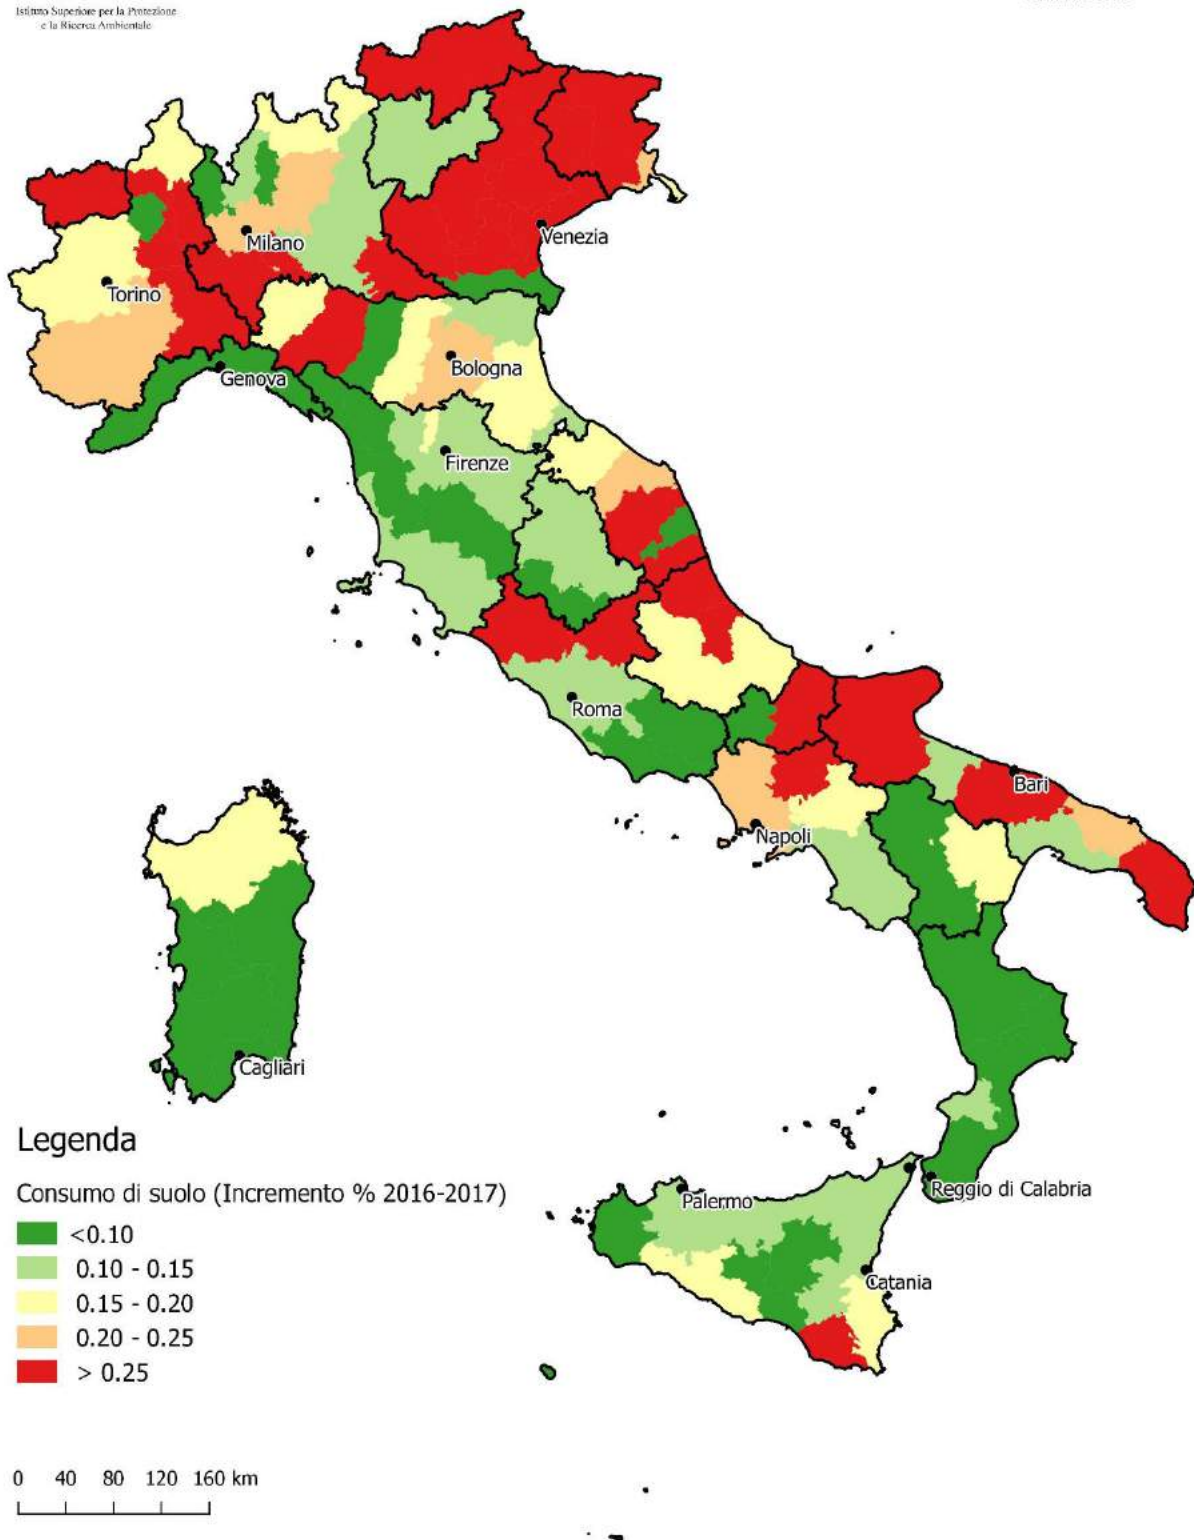 Istituto Superiore per la Protezione
e la Ricerca Ambientale
Milano
Venezia
Torino
Bologna
Genova
Firenze
Roma
Bari
Napoli
Cagliari
Legenda
Consumo di suolo (Incremento % 2016-2017)
<0.10
0.10 - 0.15
0.15 - 0.20
0.20 - 0.25
> 0.25
Reggio di Calabria
Palermo
Catania
0 40 80 120 160 km